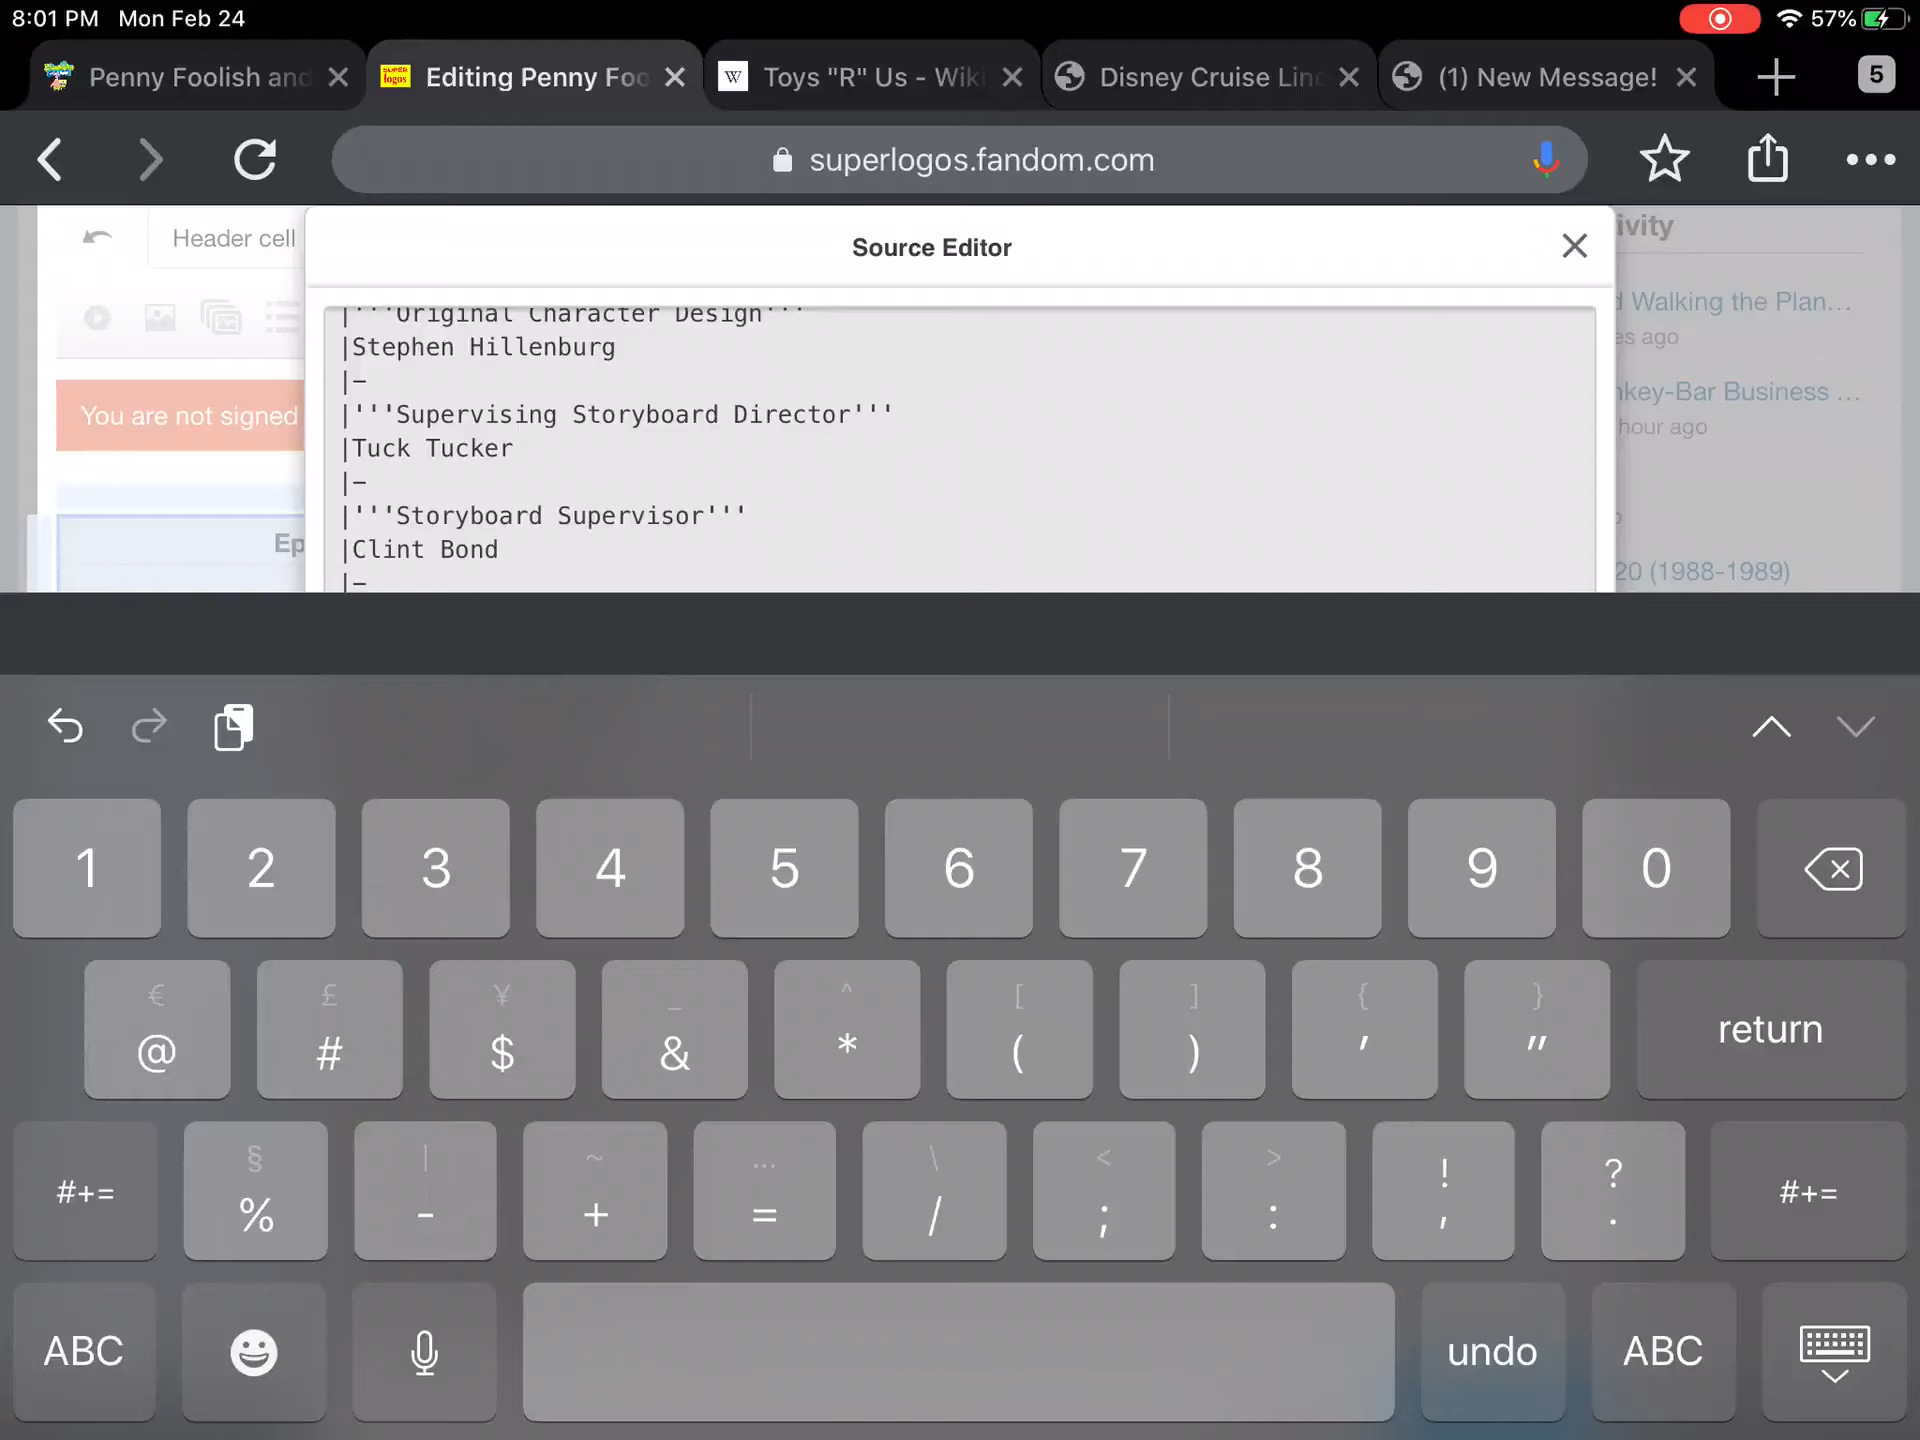 8:01 PM Mon Feb 24
57%
Penny Foolish and
Editing Penny Foo
W Toys "R" Us - Wiki
Disney Cruise Line
(1) New Message!
5
superlogos.fandom.com
Header cell
Source Editor
ivity
|'''Original Character Design'''
|Stephen Hillenburg
|-
|'''Supervising Storyboard Director'''
|Tuck Tucker
|-
|'''Storyboard Supervisor'''
|Clint Bond
|-
You are not signed
Ep
Walking the Plan...
es ago
nkey-Bar Business ...
hour ago
20 (1988-1989)
1 2 3 4 5 6 7 8 9 0
€ £ ¥ _ ^ [ ] { }
@ # $ & * ( ) ' " return
§ | ~ ... \ < > ! ?
#+= % - + = / ; : , . #+=
ABC undo ABC